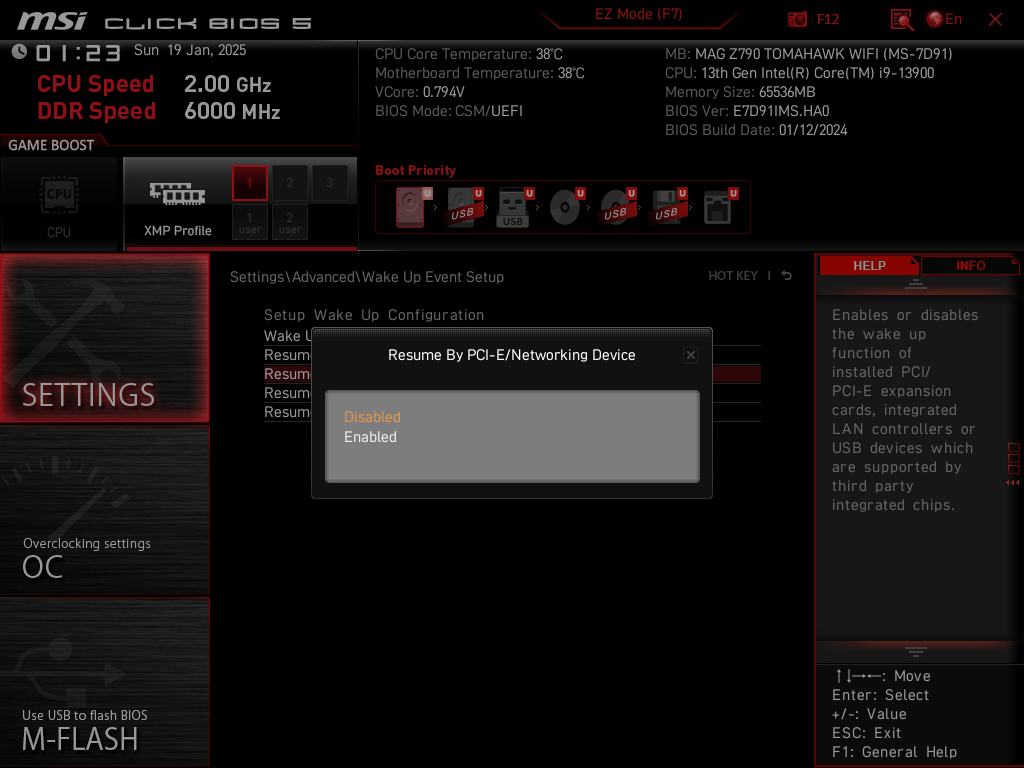 msi CLICK BIOS 5
EZ Mode (F7)
F12
En
01:23 Sun 19 Jan, 2025
CPU Speed 2.00 GHz
DDR Speed 6000 MHz
CPU Core Temperature: 38°C
Motherboard Temperature: 38°C
VCore: 0.794V
BIOS Mode: CSM/UEFI
MB: MAG Z790 TOMAHAWK WIFI (MS-7D91)
CPU: 13th Gen Intel(R) Core(TM) i9-13900
Memory Size: 65536MB
BIOS Ver: E7D91IMS.HA0
BIOS Build Date: 01/12/2024
GAME BOOST
CPU
CPU
XMP Profile
1 2 3
1 user
2 user
Boot Priority
U U U U U U U
USB USB USB USB
SETTINGS
Overclocking settings
OC
Use USB to flash BIOS
M-FLASH
Settings\Advanced\Wake Up Event Setup
HOT KEY
Setup Wake Up Configuration
Wake U
Resum
Resum
Resum
Resum
Resume By PCI-E/Networking Device
Disabled
Enabled
HELP
INFO
Enables or disables
the wake up
function of
installed PCI/
PCI-E expansion
cards, integrated
LAN controllers or
USB devices which
are supported by
third party
integrated chips.
↑↓→←: Move
Enter: Select
+/-: Value
ESC: Exit
F1: General Help